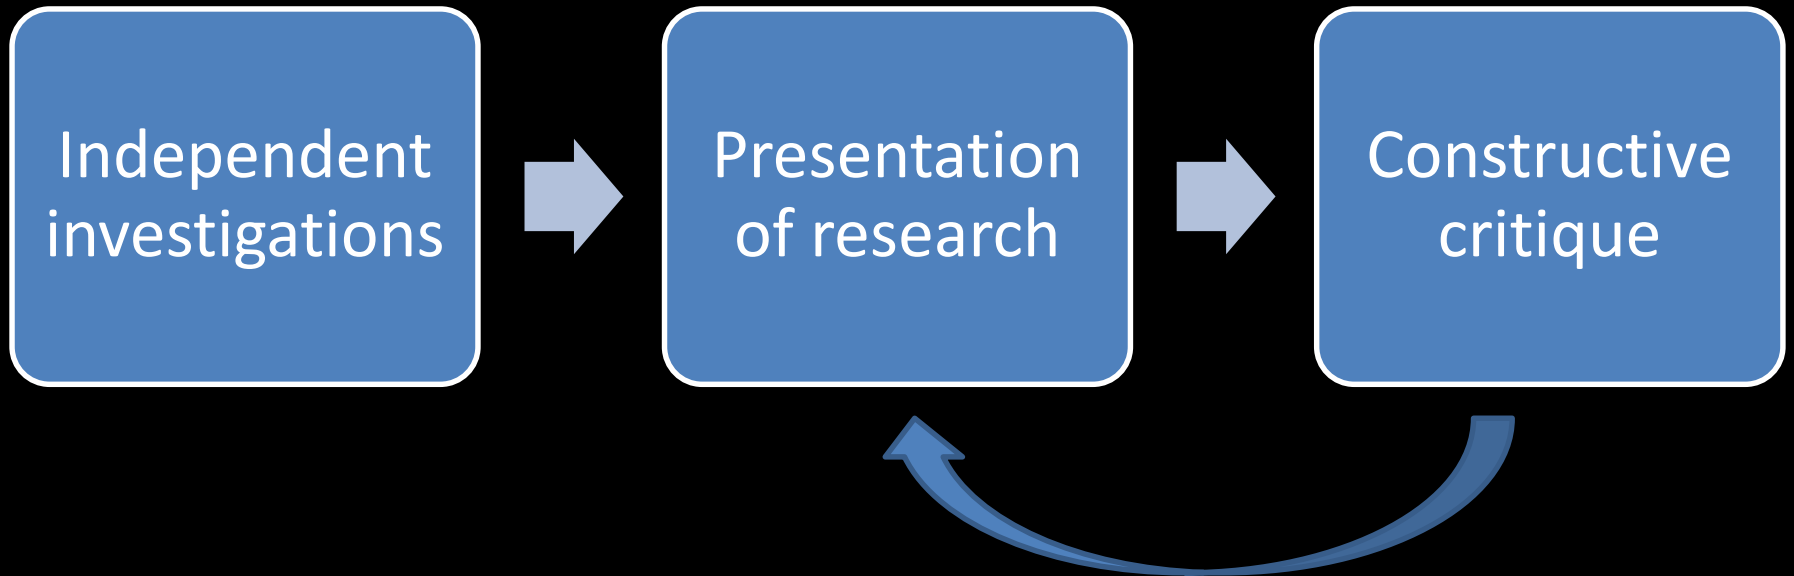 Independent
investigations
Presentation
of research
Constructive
critique